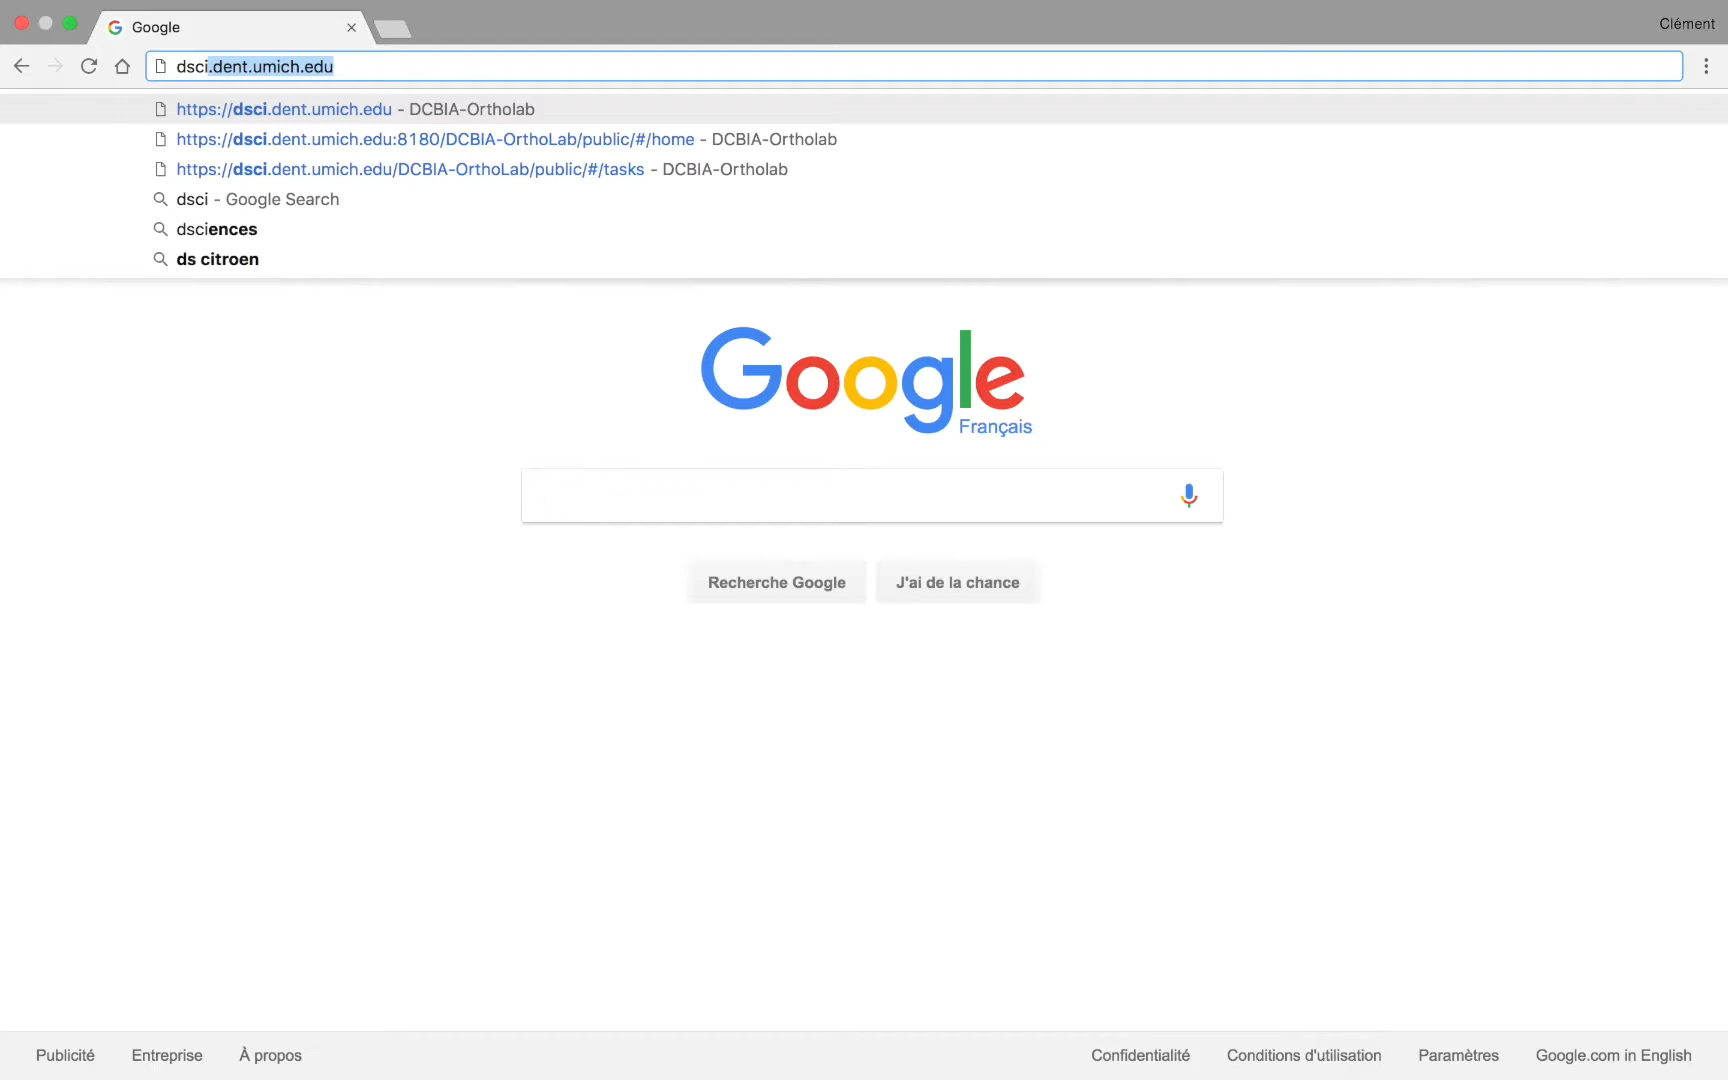 Google
Clément
dsci.dent.umich.edu
https://dsci.dent.umich.edu - DCBIA-Ortholab
https://dsci.dent.umich.edu:8180/DCBIA-OrthoLab/public/#/home - DCBIA-Ortholab
https://dsci.dent.umich.edu/DCBIA-OrthoLab/public/#/tasks - DCBIA-Ortholab
dsci - Google Search
dsciences
ds citroen
Google
Français
Recherche Google J'ai de la chance
Publicité Entreprise À propos Confidentialité Conditions d'utilisation Paramètres Google.com in English